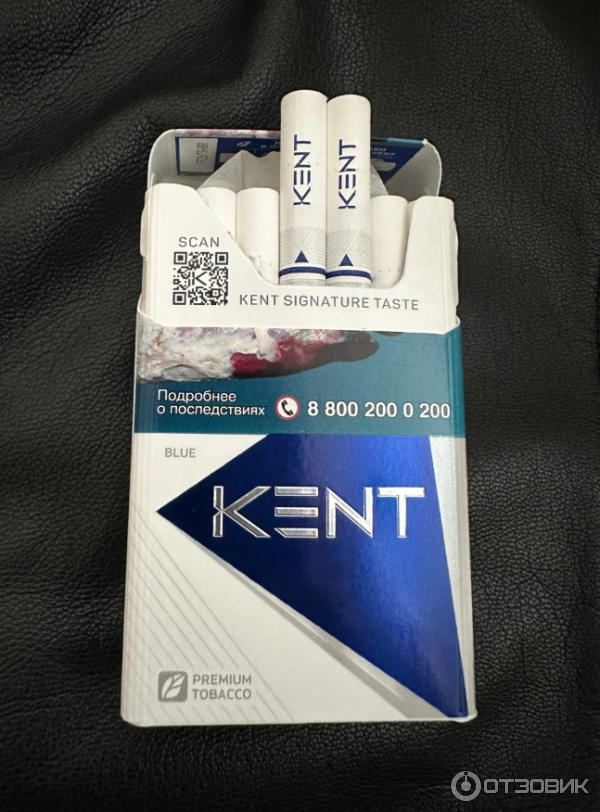 KENT
KENT
SCAN
KENT SIGNATURE TASTE
Подробнее
о последствиях 8 800 200 0 200
BLUE
KENT
PREMIUM
TOBACCO
ОТЗОВИК